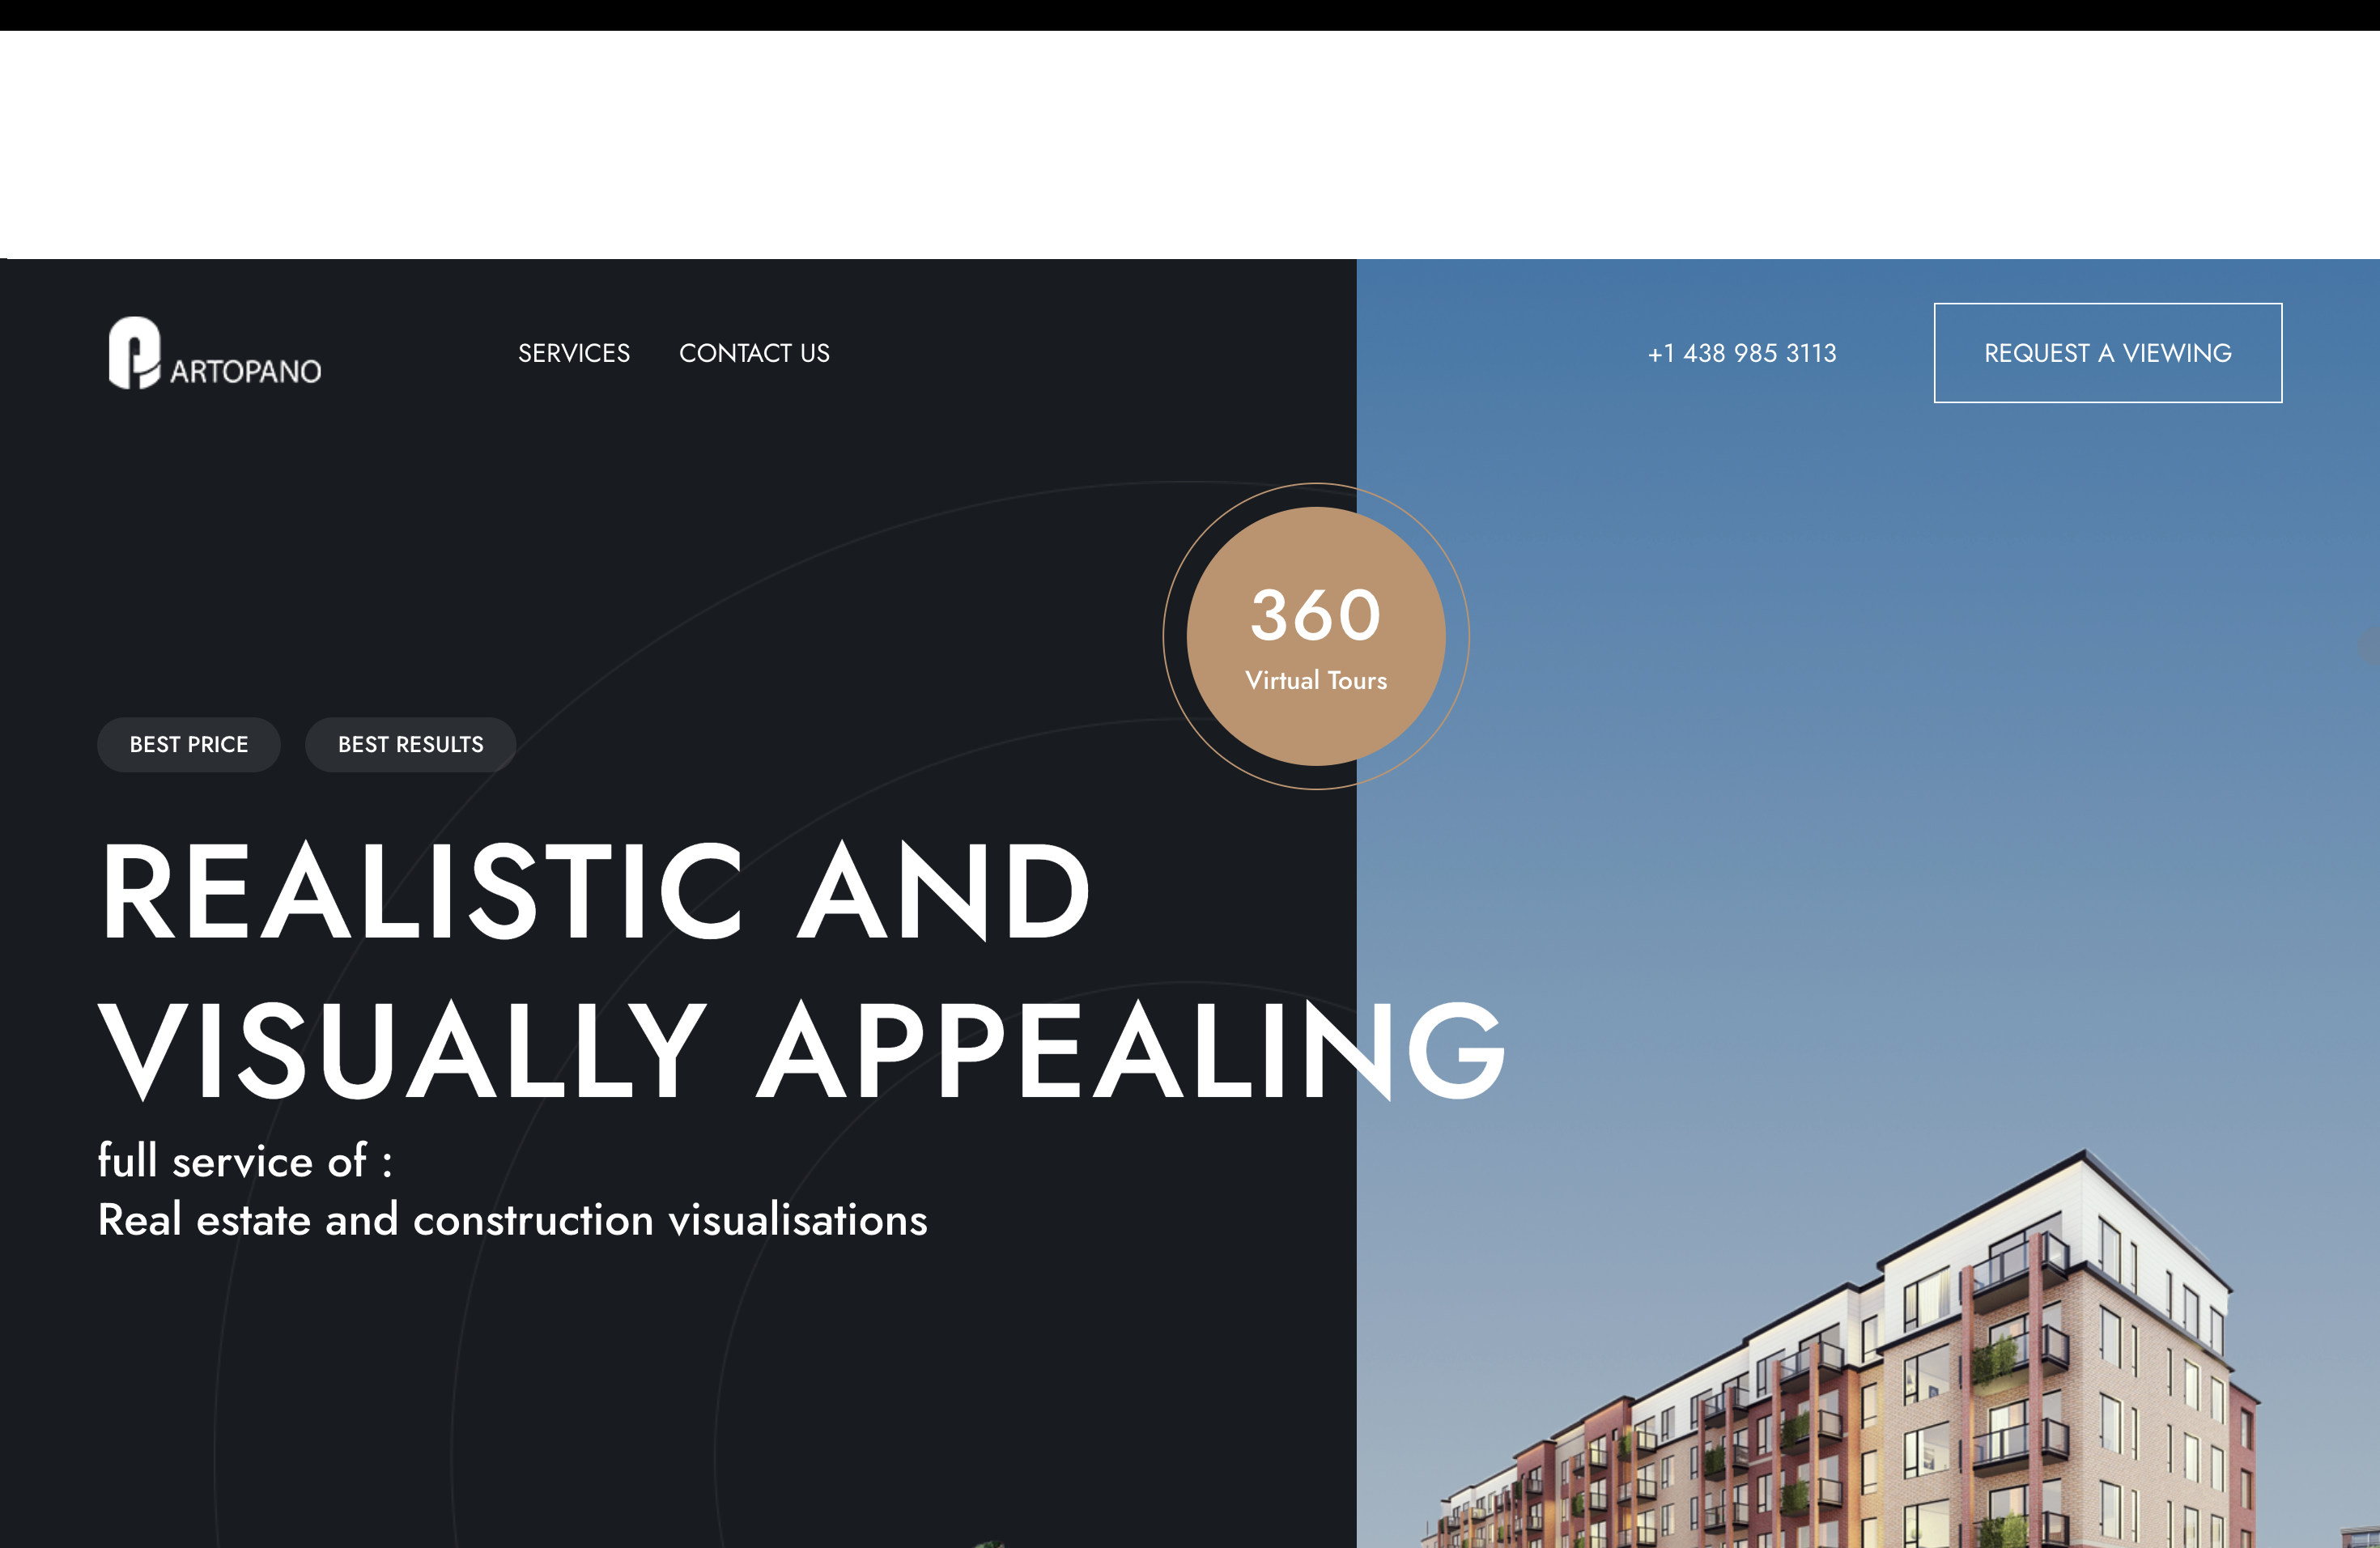 ARTOPANO
SERVICES
CONTACT US
+1 438 985 3113
REQUEST A VIEWING
360
Virtual Tours
BEST PRICE
BEST RESULTS
REALISTIC AND
VISUALLY APPEALING
full service of :
Real estate and construction visualisations